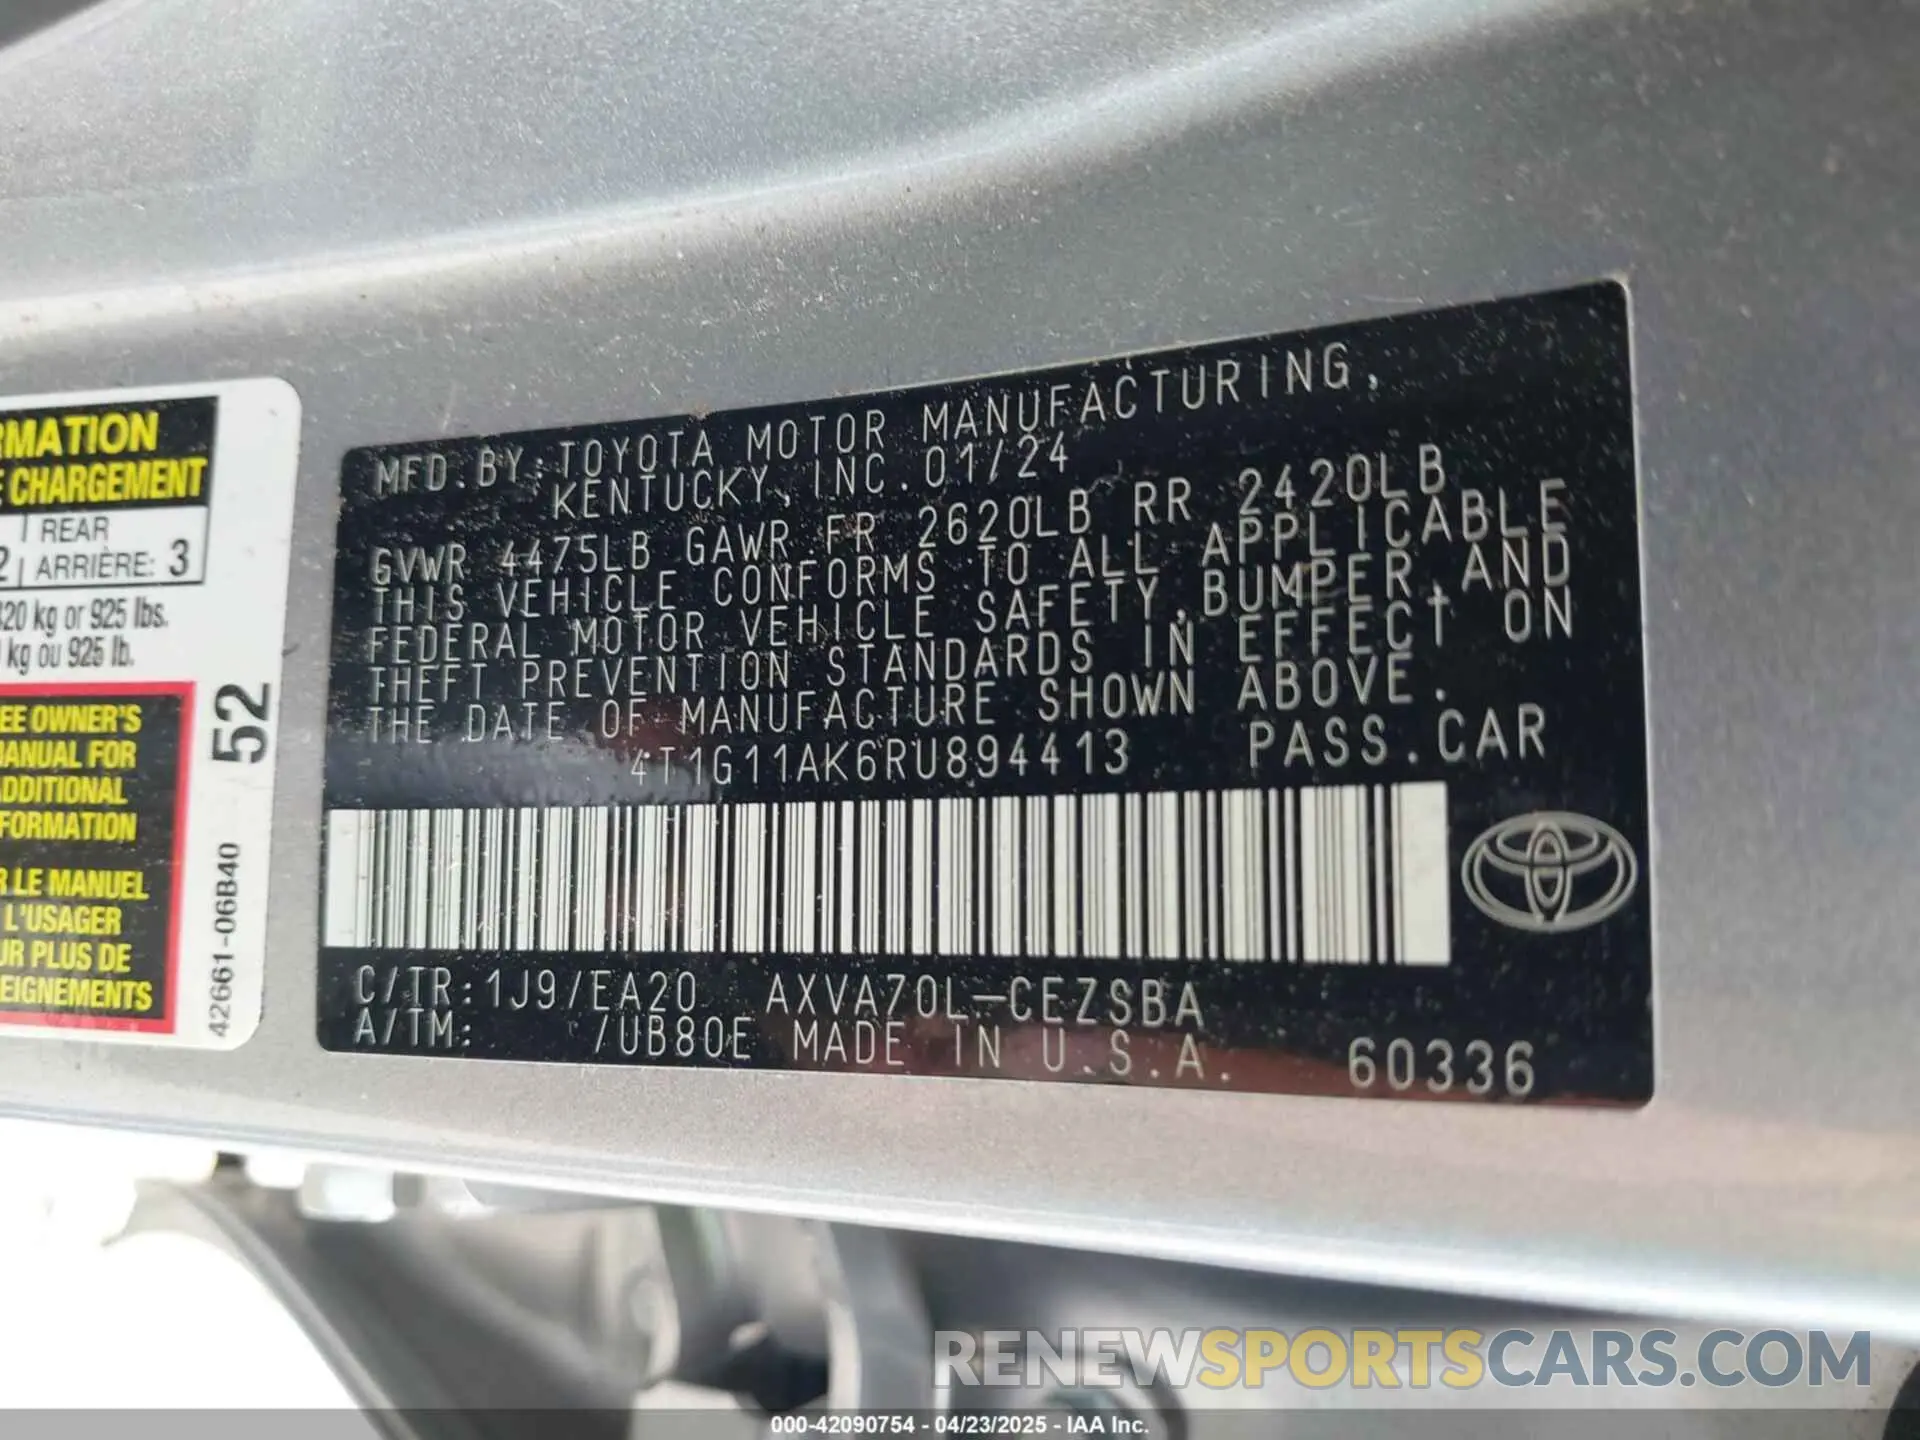 RMATION
E CHARGEMENT
2 | REAR
ARRIÈRE: 3
320 kg or 925 lbs.
kg ou 925 lb.
EE OWNER'S
MANUAL FOR
ADDITIONAL
FORMATION
R LE MANUEL
L'USAGER
UR PLUS DE
EIGNEMENTS
52
42661-06B40
MFD. BY: TOYOTA MOTOR MANUFACTURING,
KENTUCKY, INC. 01/24
GVWR 4475LB GAWR FR 2620LB RR 2420LB
THIS VEHICLE CONFORMS TO ALL APPLICABLE
FEDERAL MOTOR VEHICLE SAFETY, BUMPER, AND
THEFT PREVENTION STANDARDS IN EFFECT ON
THE DATE OF MANUFACTURE SHOWN ABOVE.
4T1G11AK6RU894413 PASS.CAR
C/TR:1J9/EA20 AXVA70L-CEZSBA
A/TM: /UB80E MADE IN U.S.A. 60336
RENEWSPORTSCARS.COM
000-42090754 - 04/23/2025 - IAA Inc.